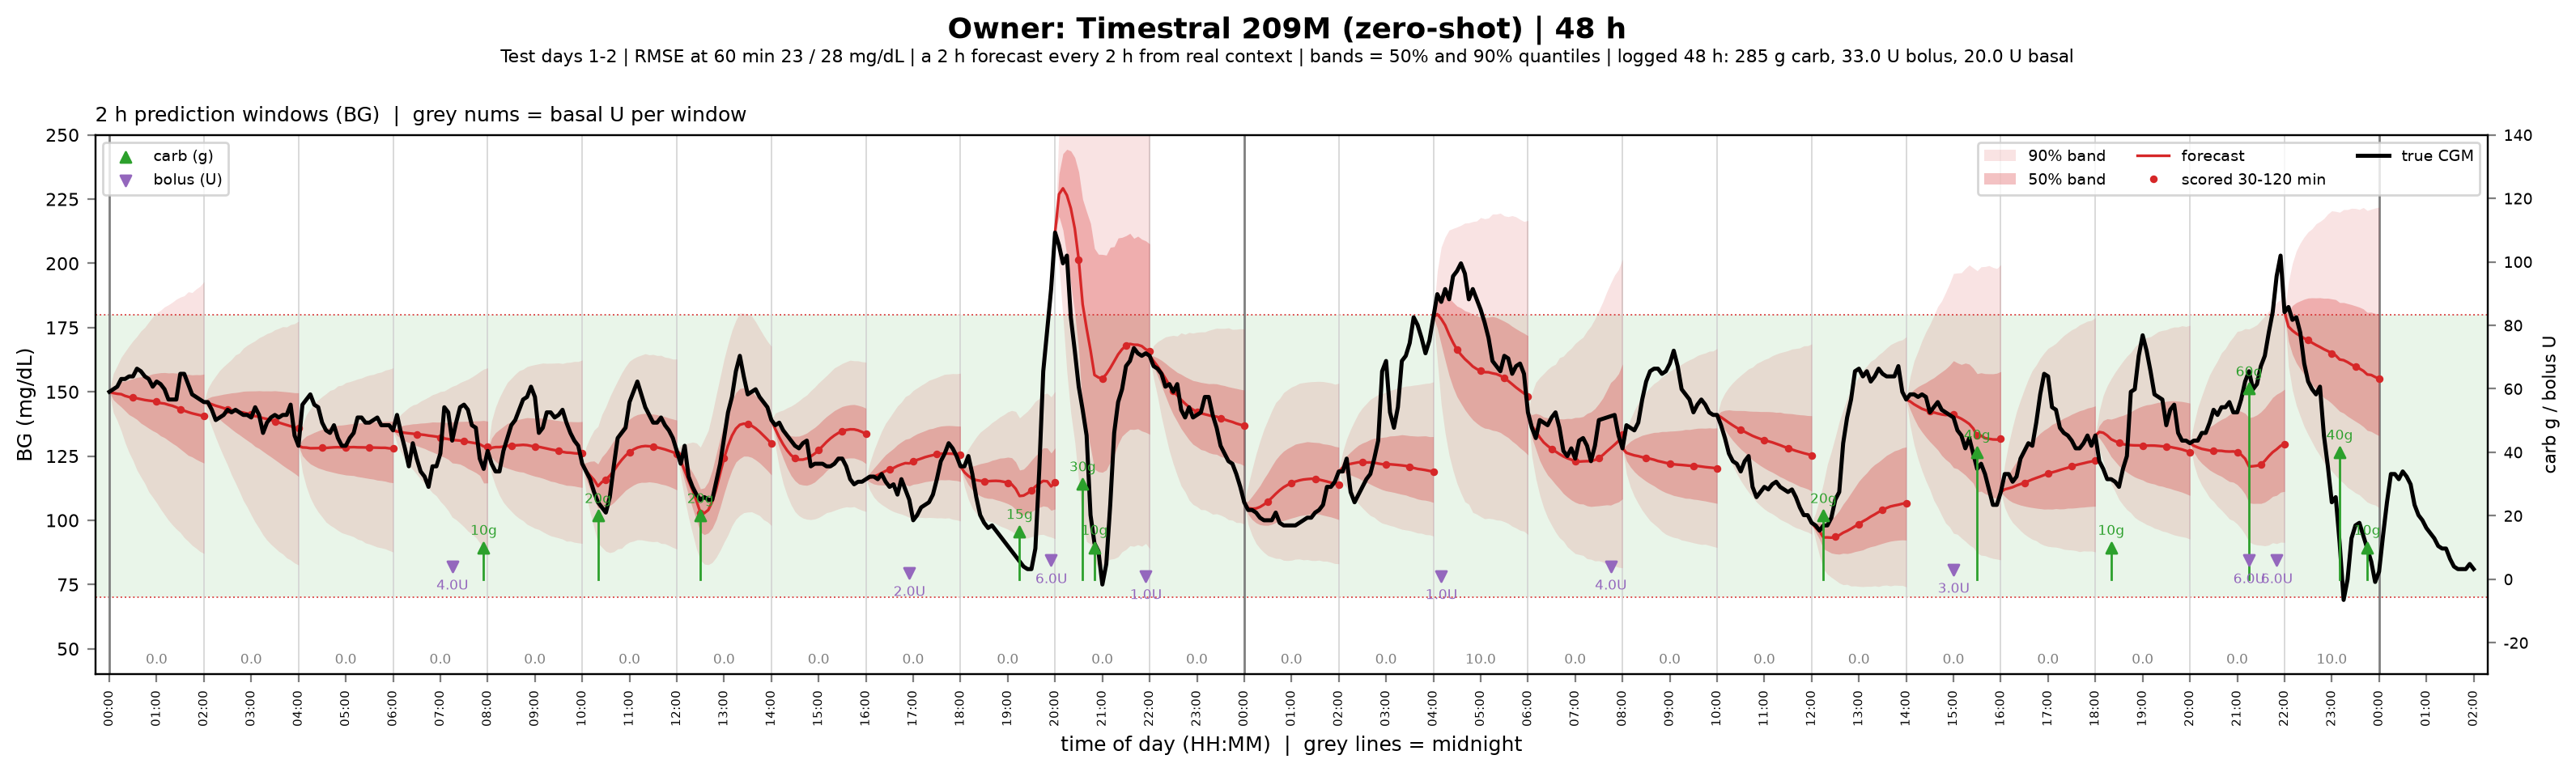 Owner: Timestral 209M (zero-shot) | 48 h
Test days 1-2 | RMSE at 60 min 23 / 28 mg/dL | a 2 h forecast every 2 h from real context | bands = 50% and 90% quantiles | logged 48 h: 285 g carb, 33.0 U bolus, 20.0 U basal
2 h prediction windows (BG) | grey nums = basal U per window
carb (g)
bolus (U)
90% band
50% band
forecast
scored 30-120 min
true CGM
BG (mg/dL)
250
225
200
175
150
125
100
75
50
carb g / bolus U
140
120
100
80
60
40
20
0
-20
10g
20g
20g
15g
30g
10g
20g
40g
10g
60g
40g
10g
4.0U
2.0U
6.0U
1.0U
1.0U
4.0U
3.0U
6.0U
6.0U
0.0 0.0 0.0 0.0 0.0 0.0 0.0 0.0 0.0 0.0 0.0 0.0 0.0 0.0 10.0 0.0 0.0 0.0 0.0 0.0 0.0 0.0 0.0 10.0
00:00 01:00 02:00 03:00 04:00 05:00 06:00 07:00 08:00 09:00 10:00 11:00 12:00 13:00 14:00 15:00 16:00 17:00 18:00 19:00 20:00 21:00 22:00 23:00 00:00 01:00 02:00 03:00 04:00 05:00 06:00 07:00 08:00 09:00 10:00 11:00 12:00 13:00 14:00 15:00 16:00 17:00 18:00 19:00 20:00 21:00 22:00 23:00 00:00 01:00 02:00
time of day (HH:MM) | grey lines = midnight